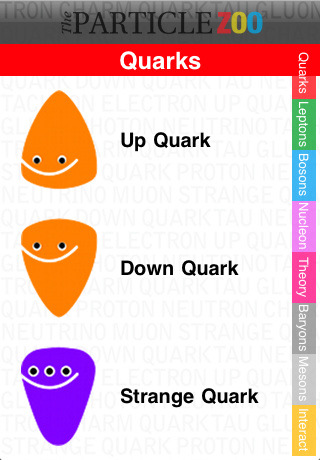 The PARTICLE ZOO
Quarks
Up Quark
Down Quark
Strange Quark
Quarks
Leptons
Bosons
Nucleon
Theory
Baryons
Mesons
Interact